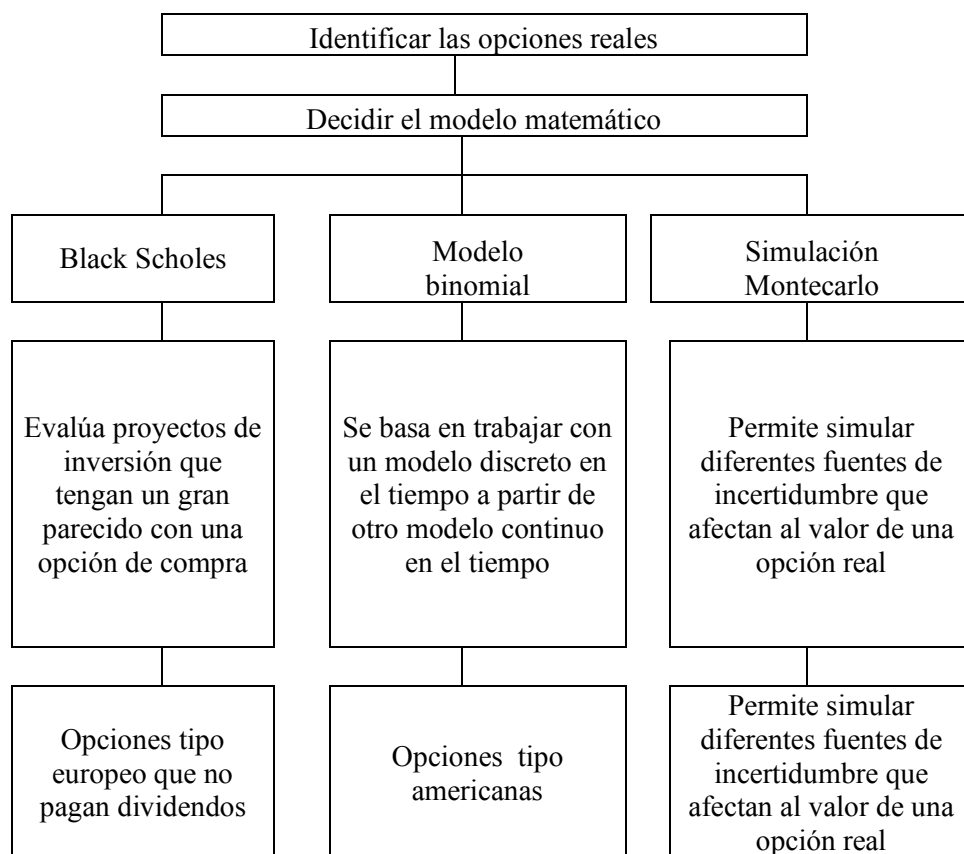 Identificar las opciones reales
Decidir el modelo matemático
Black Scholes
Modelo
binomial
Simulación
Montecarlo
Evalúa proyectos de
inversión que
tengan un gran
parecido con una
opción de compra
Se basa en trabajar con
un modelo discreto en
el tiempo a partir de
otro modelo continuo
en el tiempo
Permite simular
diferentes fuentes de
incertidumbre que
afectan al valor de una
opción real
Opciones tipo
europeo que no
pagan dividendos
Opciones tipo
americanas
Permite simular
diferentes fuentes de
incertidumbre que
afectan al valor de una
opción real